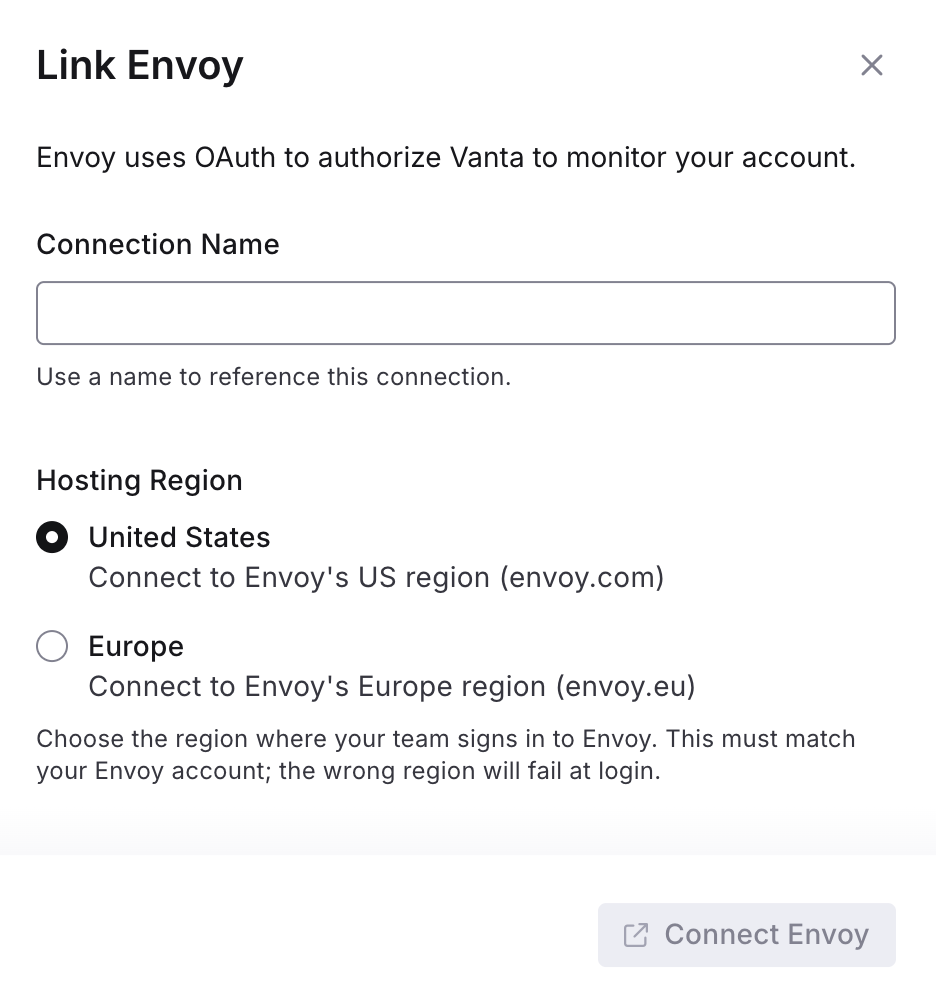 Link Envoy
Envoy uses OAuth to authorize Vanta to monitor your account.
Connection Name
Use a name to reference this connection.
Hosting Region
United States
Connect to Envoy's US region (envoy.com)
Europe
Connect to Envoy's Europe region (envoy.eu)
Choose the region where your team signs in to Envoy. This must match
your Envoy account; the wrong region will fail at login.
Connect Envoy